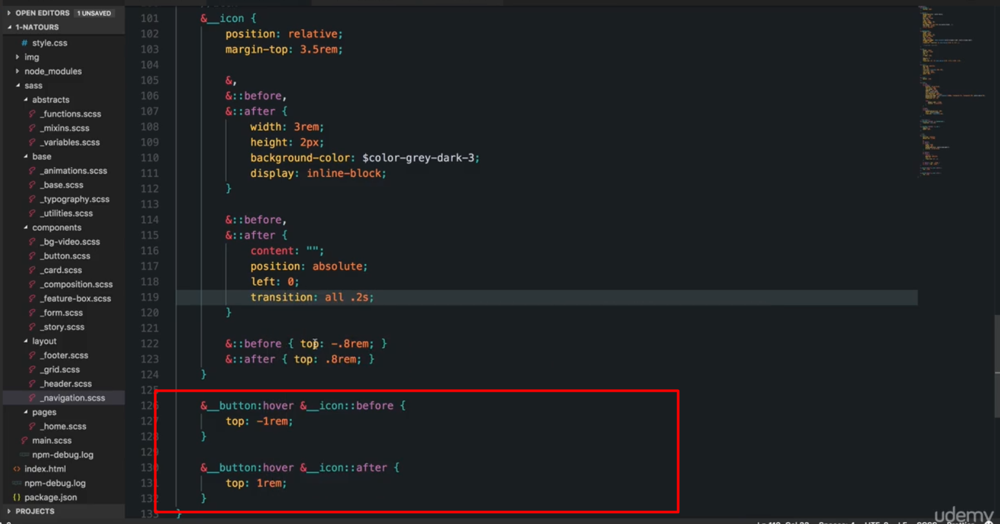 OPEN EDITORS 1 UNSAVED
1-NATOURS
# style.css
img
node_modules
sass
abstracts
_functions.scss
_mixins.scss
_variables.scss
base
_animations.scss
_base.scss
_typography.scss
_utilities.scss
components
_bg-video.scss
_button.scss
_card.scss
_composition.scss
_feature-box.scss
_form.scss
_story.scss
layout
_footer.scss
_grid.scss
_header.scss
_navigation.scss
pages
_home.scss
main.scss
npm-debug.log
<> index.html
npm-debug.log
{} package.json
PROJECTS
101 &__icon {
102 position: relative;
103 margin-top: 3.5rem;
104
105 &,
106 &::before,
107 &::after {
108 width: 3rem;
109 height: 2px;
110 background-color: $color-grey-dark-3;
111 display: inline-block;
112 }
113
114 &::before,
115 &::after {
116 content: "";
117 position: absolute;
118 left: 0;
119 transition: all .2s;
120 }
121
122 &::before { top: -.8rem; }
123 &::after { top: .8rem; }
124 }
125
126 &__button:hover &__icon::before {
127 top: -1rem;
128 }
129
130 &__button:hover &__icon::after {
131 top: 1rem;
132 }
133 }
udemy